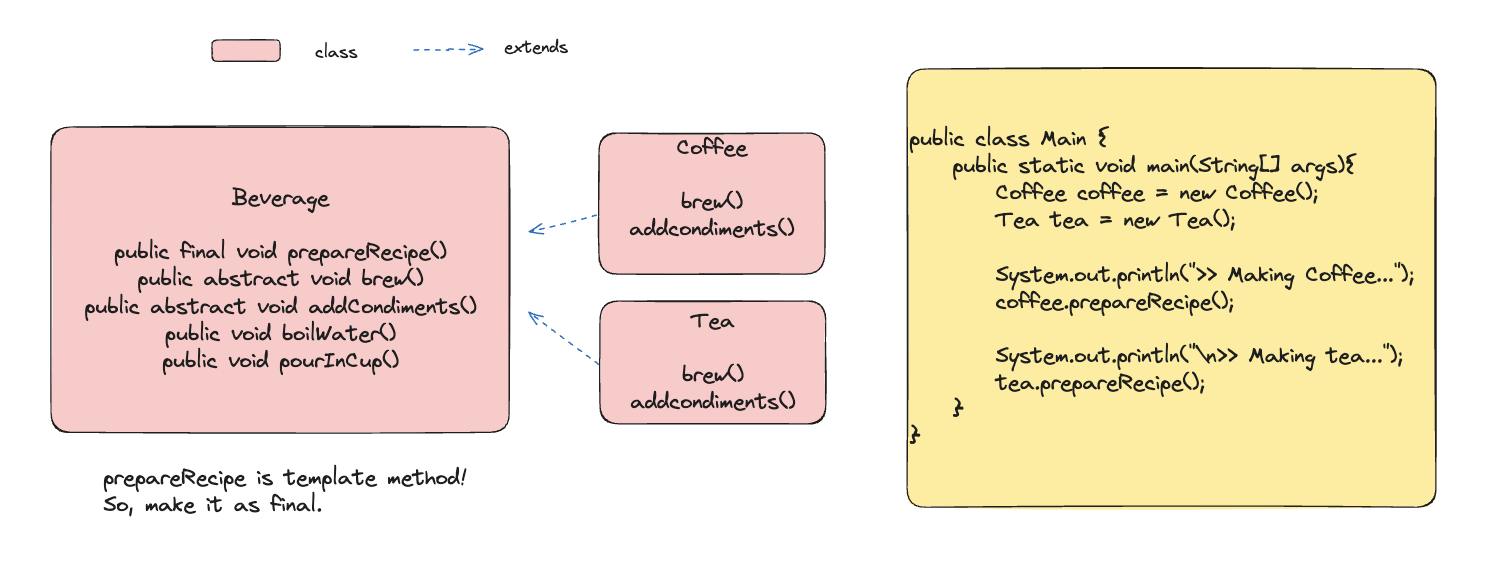 class
extends
Beverage
public final void prepareRecipe()
public abstract void brew()
public abstract void addCondiments()
public void boilWater()
public void pourInCup()
prepareRecipe is template method!
So, make it as final.
Coffee
brew()
addcondiments()
Tea
brew()
addcondiments()
public class Main {
public static void main(String[] args){
Coffee coffee = new Coffee();
Tea tea = new Tea();
System.out.println(">> Making Coffee...");
coffee.prepareRecipe();
System.out.println("\n>> Making tea...");
tea.prepareRecipe();
}
}